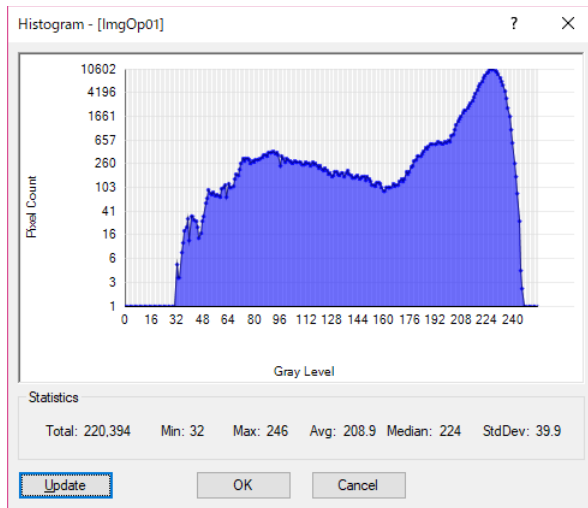 Histogram - [ImgOp01]
?
Pixel Count
10602
4196
1661
657
260
103
41
16
6
3
1
0 16 32 48 64 80 96 112 128 144 160 176 192 208 224 240
Gray Level
Statistics
Total: 220,394 Min: 32 Max: 246 Avg: 208.9 Median: 224 StdDev: 39.9
Update OK Cancel